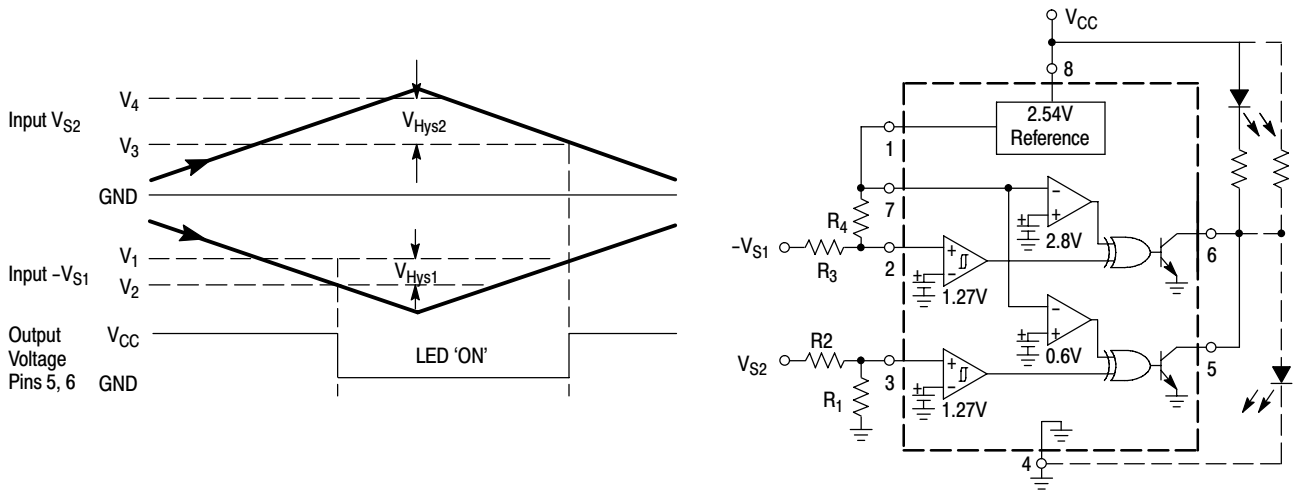 Input VS2
V4
V3
VHys2
GND
Input –VS1
V1
V2
VHys1
Output
Voltage
Pins 5, 6
VCC
GND
LED ‘ON’
VCC
8
2.54V
Reference
1
7
R4
–
+
2.8V
6
–VS1
R3
2
+
–
+
1.27V
+
–
+
0.6V
VS2
R2
3
R1
+
–
+
1.27V
+
5
4